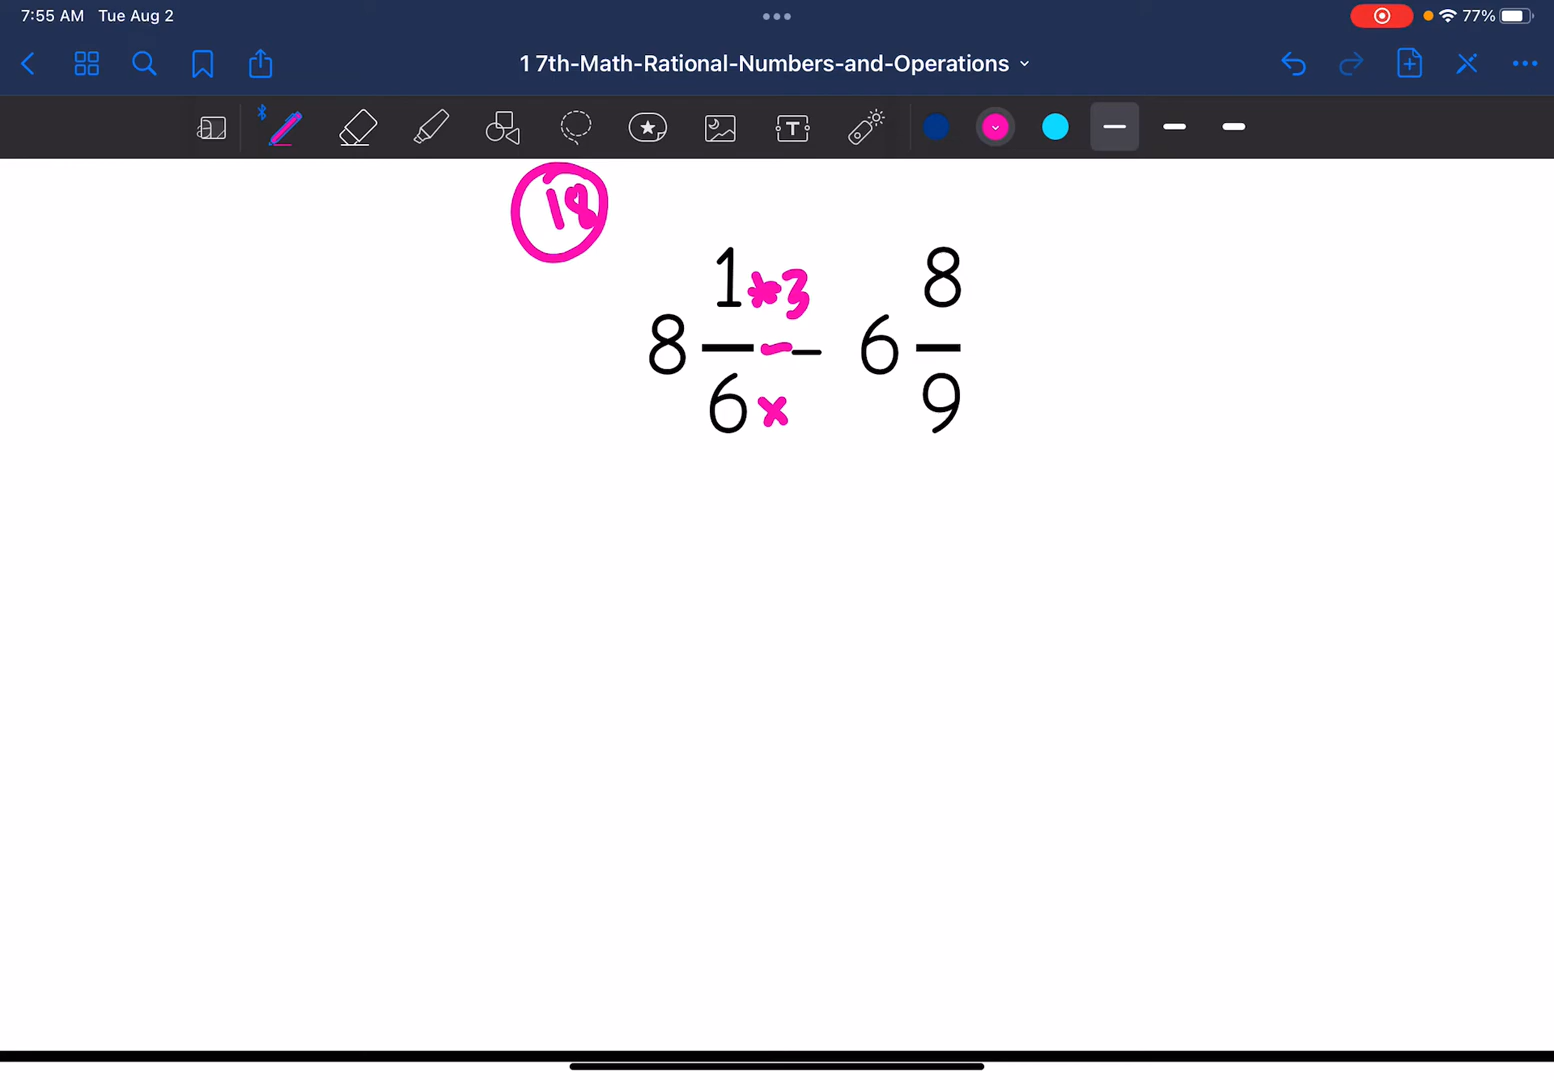 7:55 AM Tue Aug 2
77%
1 7th-Math-Rational-Numbers-and-Operations
T
18
8 1*3/6× - 6 8/9